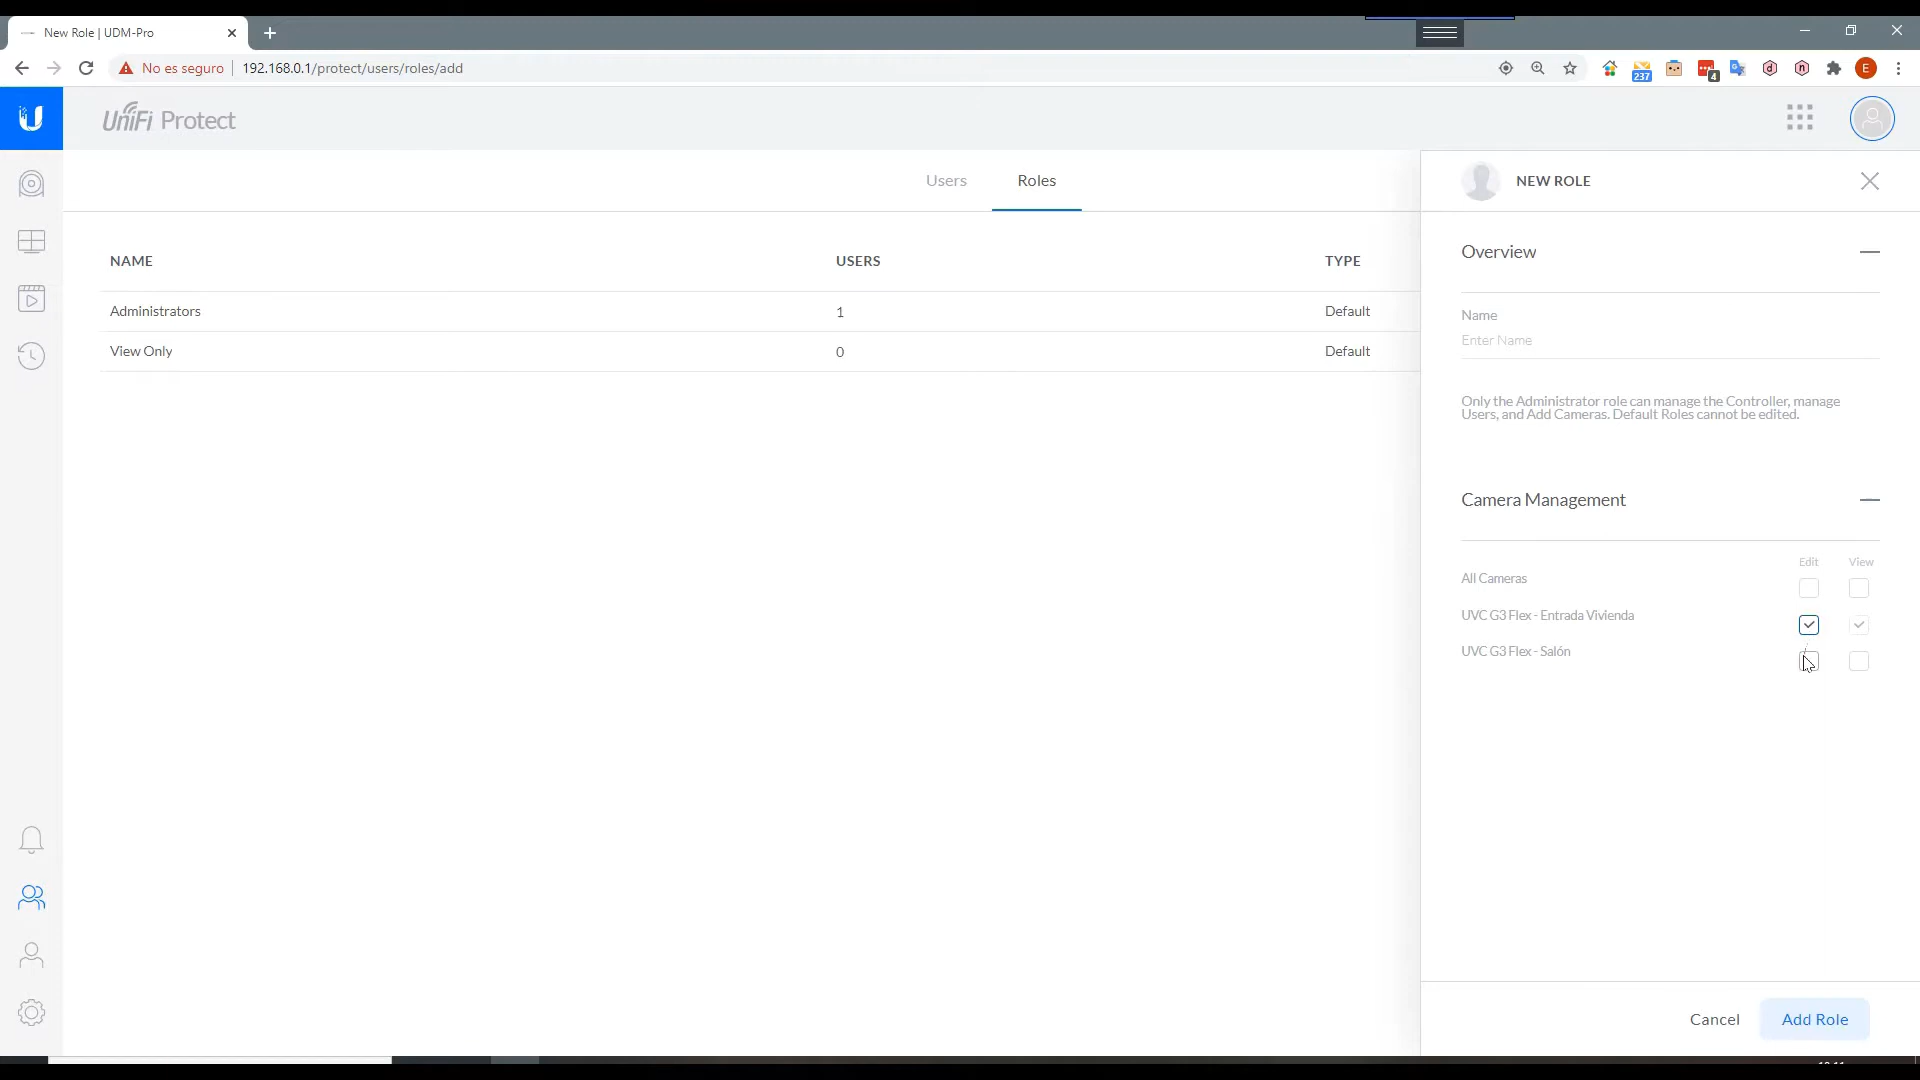 New Role | UDM-Pro
No es seguro
192.168.0.1/protect/users/roles/add
237
4
E
UniFi Protect
Users
Roles
NEW ROLE
NAME
USERS
TYPE
Administrators
1
Default
View Only
0
Default
Overview
Name
Enter Name
Only the Administrator role can manage the Controller, manage
Users, and Add Cameras. Default Roles cannot be edited.
Camera Management
Edit
View
All Cameras
UVC G3 Flex - Entrada Vivienda
UVC G3 Flex - Salón
Cancel
Add Role